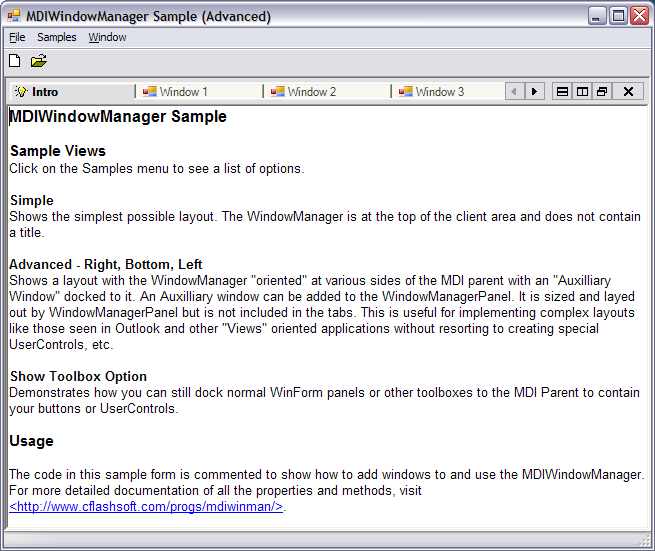 MDIWindowManager Sample (Advanced)
File Samples Window
Intro Window 1 Window 2 Window 3
MDIWindowManager Sample
Sample Views
Click on the Samples menu to see a list of options.
Simple
Shows the simplest possible layout. The WindowManager is at the top of the client area and does not contain
a title.
Advanced - Right, Bottom, Left
Shows a layout with the WindowManager "oriented" at various sides of the MDI parent with an "Auxilliary
Window" docked to it. An Auxilliary window can be added to the WindowManagerPanel. It is sized and layed
out by WindowManagerPanel but is not included in the tabs. This is useful for implementing complex layouts
like those seen in Outlook and other "Views" oriented applications without resorting to creating special
UserControls, etc.
Show Toolbox Option
Demonstrates how you can still dock normal WinForm panels or other toolboxes to the MDI Parent to contain
your buttons or UserControls.
Usage
The code in this sample form is commented to show how to add windows to and use the MDIWindowManager.
For more detailed documentation of all the properties and methods, visit
<http://www.cflashsoft.com/progs/mdiwinman/>.